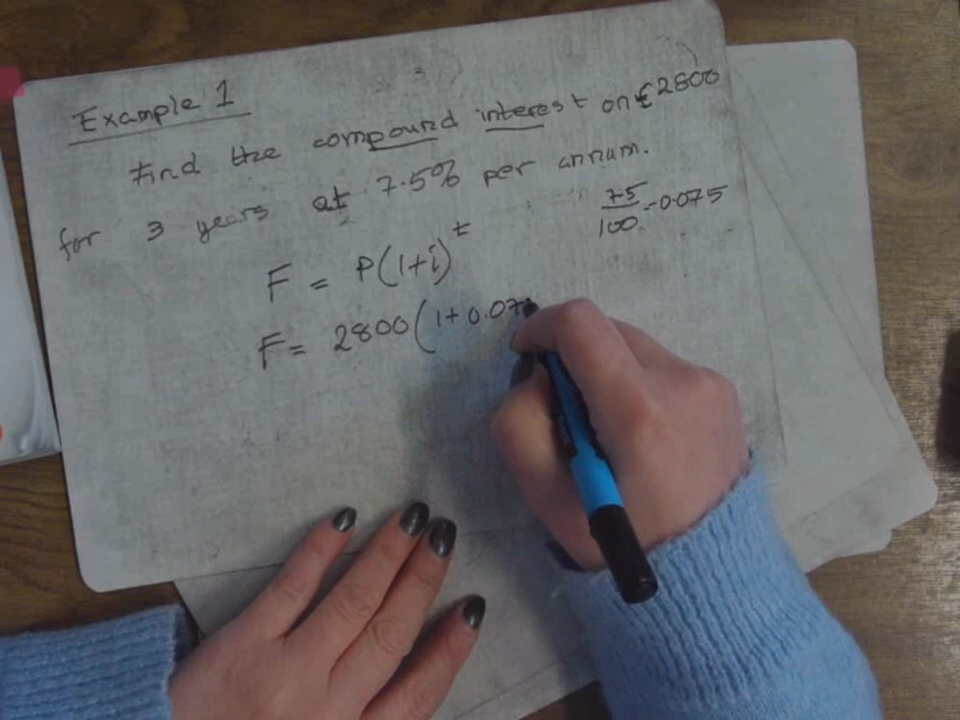 Example 1
Find the compound interest on £2800
for 3 years at 7.5% per annum.
7.5
100 = 0.075
F = P(1+i)^t
F = 2800(1+0.07